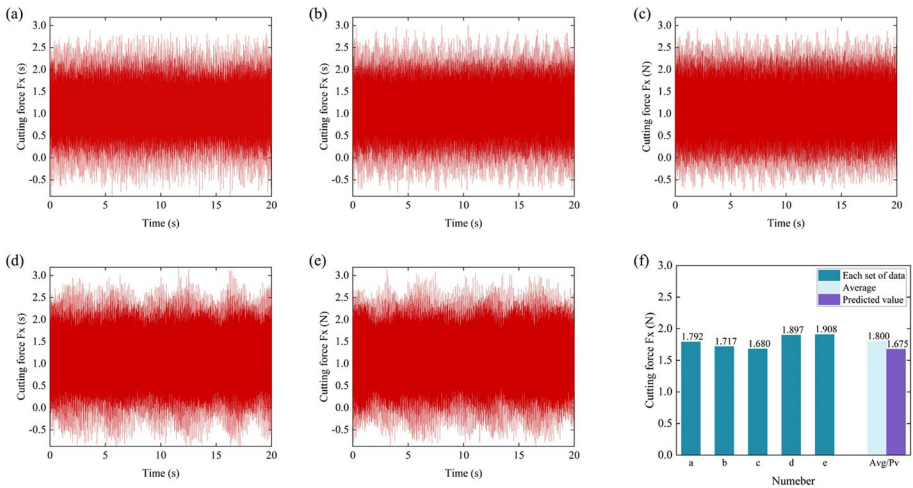 (a)
Cutting force Fx (s)
3.0
2.5
2.0
1.5
1.0
0.5
0.0
-0.5
0 5 10 15 20
Time (s)
(b)
Cutting force Fx (s)
3.0
2.5
2.0
1.5
1.0
0.5
0.0
-0.5
0 5 10 15 20
Time (s)
(c)
Cutting force Fx (N)
3.0
2.5
2.0
1.5
1.0
0.5
0.0
-0.5
0 5 10 15 20
Time (s)
(d)
Cutting force Fx (s)
3.0
2.5
2.0
1.5
1.0
0.5
0.0
-0.5
0 5 10 15 20
Time (s)
(e)
Cutting force Fx (N)
3.0
2.5
2.0
1.5
1.0
0.5
0.0
-0.5
0 5 10 15 20
Time (s)
(f)
Cutting force Fx (N)
3.0
2.5
2.0
1.5
1.0
0.5
0.0
Each set of data
Average
Predicted value
1.792 1.717 1.680 1.897 1.908 1.800 1.675
a b c d e Avg/Pv
Numeber